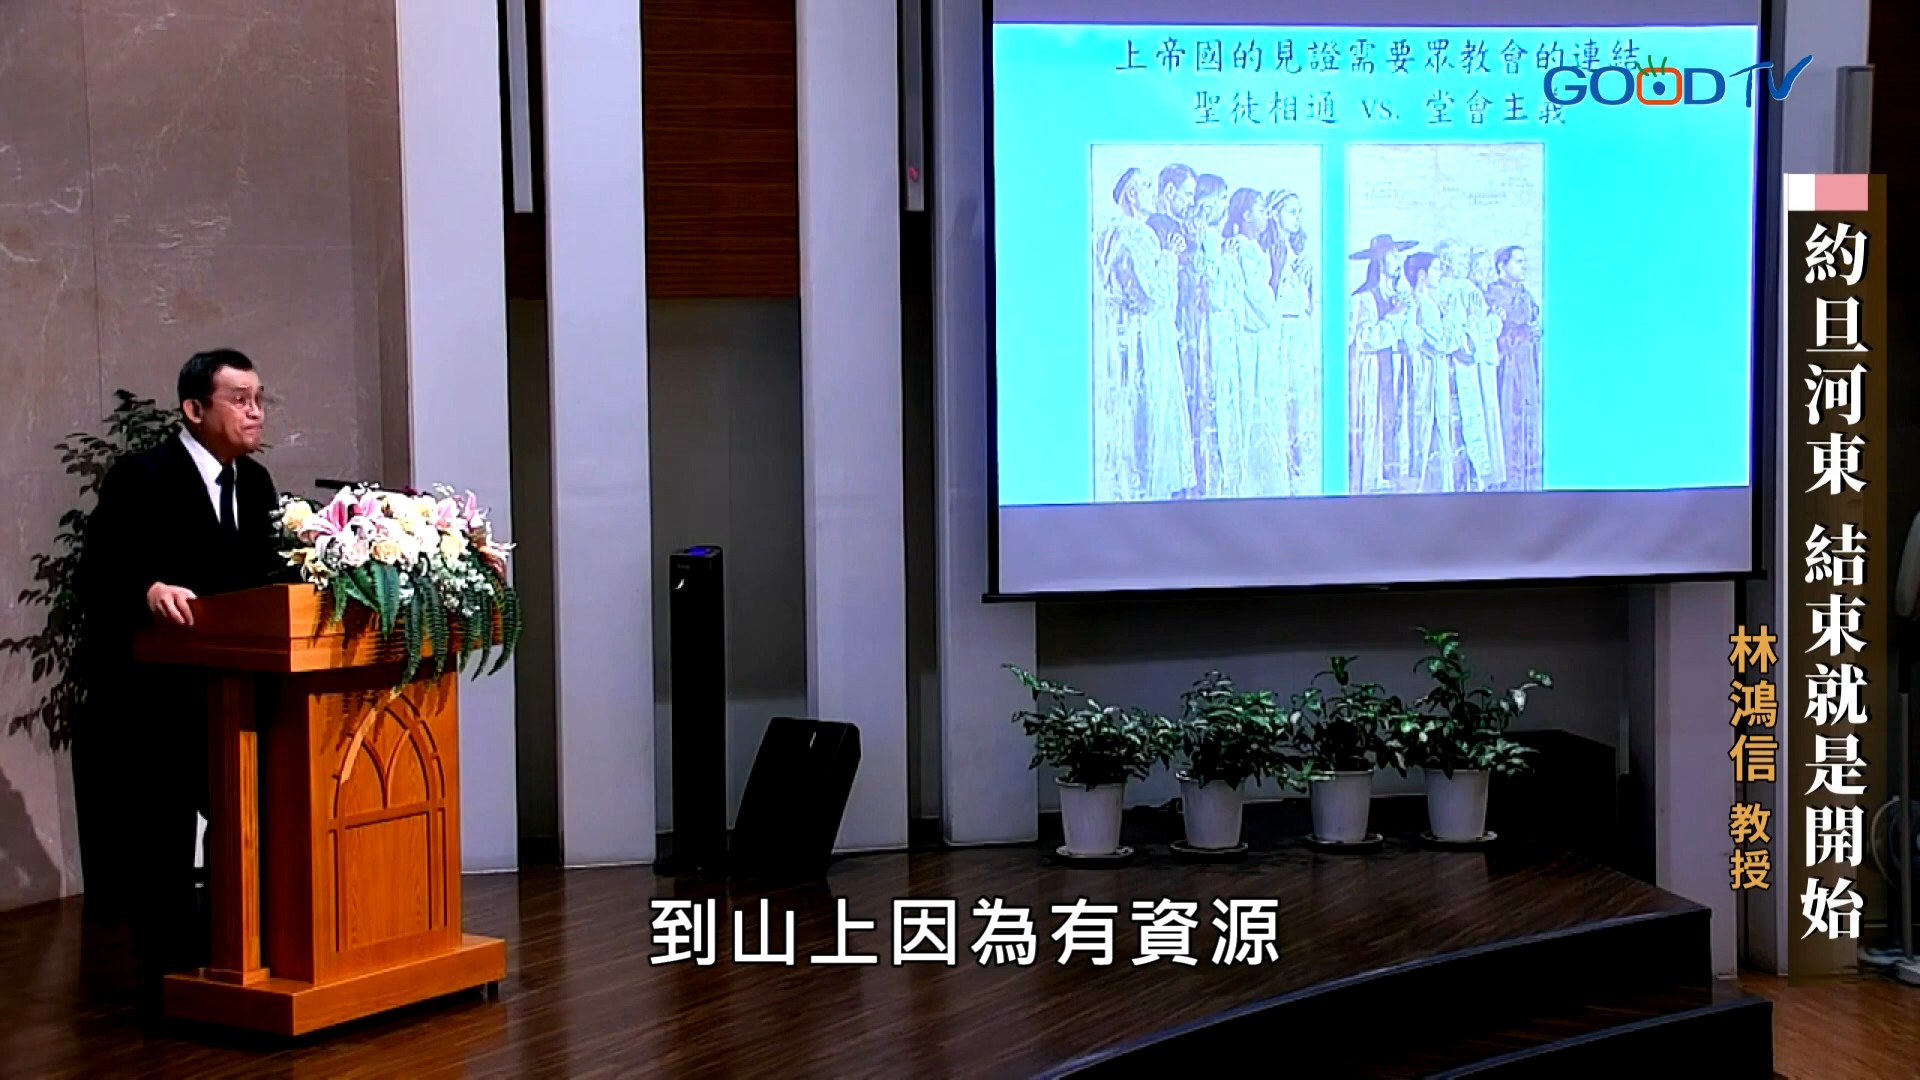 上帝國的見證需要眾教會的連結
聖徒相通 vs. 堂會主義
GOOD TV
約旦河東 結束就是開始
林鴻信 教授
到山上因為有資源